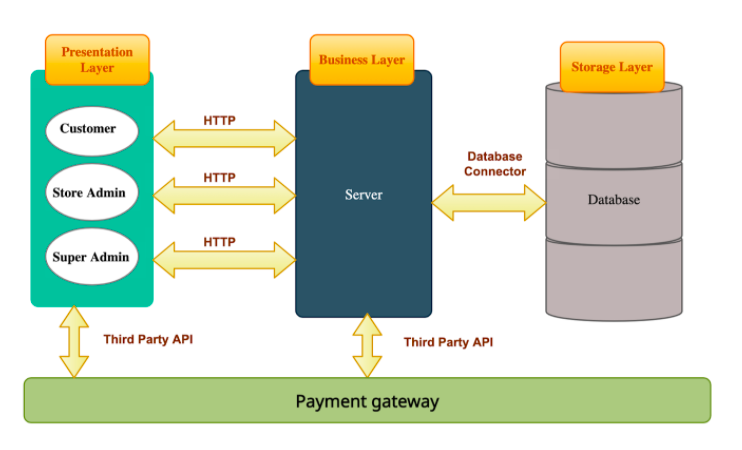 Presentation
Layer
Business Layer
Storage Layer
Customer
HTTP
Database
Connector
Store Admin
HTTP
Server
Database
Super Admin
HTTP
Third Party API
Third Party API
Payment gateway